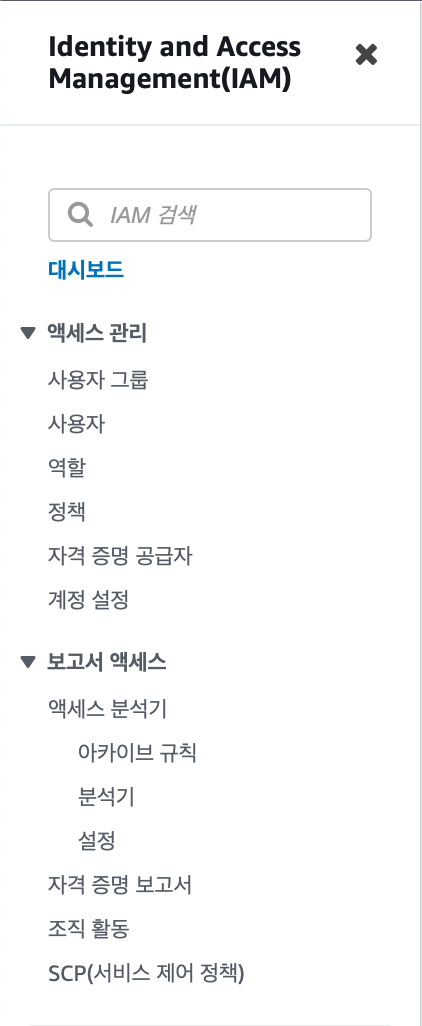 Identity and Access
Management(IAM)
IAM 검색
대시보드
액세스 관리
사용자 그룹
사용자
역할
정책
자격 증명 공급자
계정 설정
보고서 액세스
액세스 분석기
아카이브 규칙
분석기
설정
자격 증명 보고서
조직 활동
SCP(서비스 제어 정책)